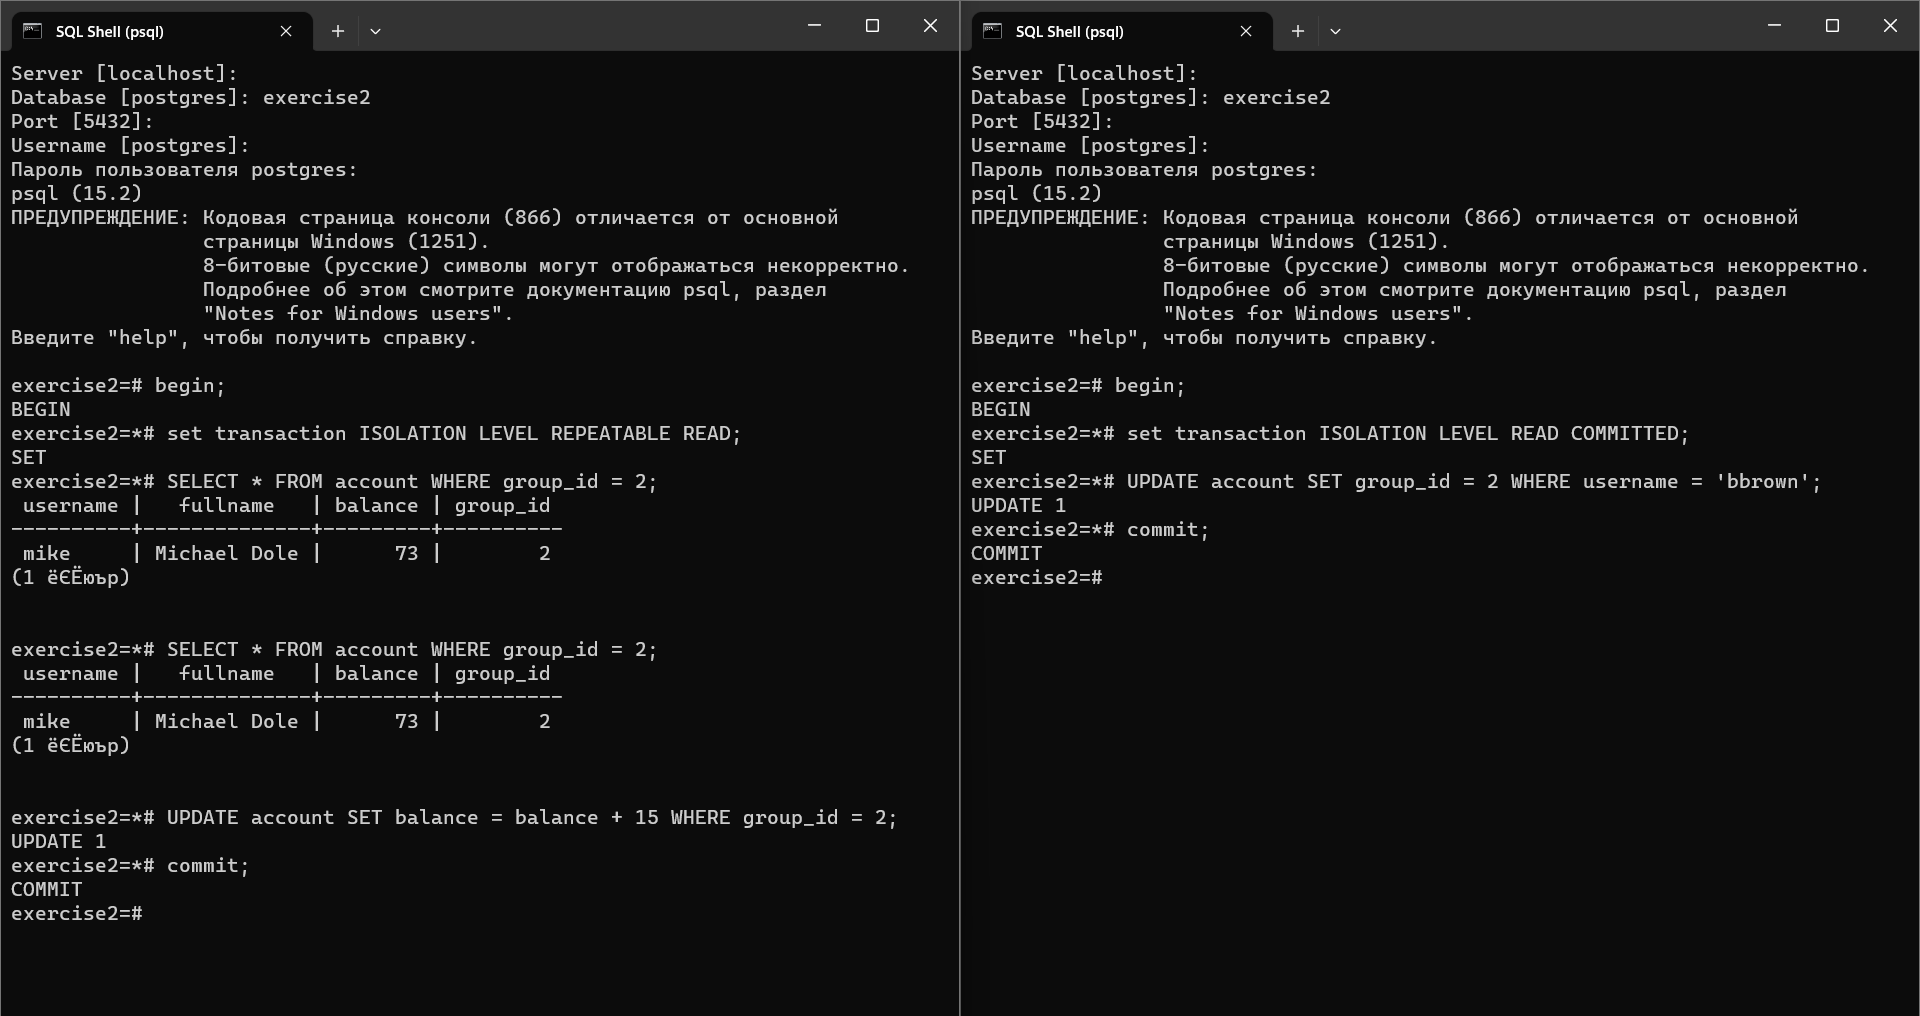 SQL Shell (psql)
Server [localhost]:
Database [postgres]: exercise2
Port [5432]:
Username [postgres]:
Пароль пользователя postgres:
psql (15.2)
ПРЕДУПРЕЖДЕНИЕ: Кодовая страница консоли (866) отличается от основной
                страницы Windows (1251).
                8-битовые (русские) символы могут отображаться некорректно.
                Подробнее об этом смотрите документацию psql, раздел
                "Notes for Windows users".
Введите "help", чтобы получить справку.

exercise2=# begin;
BEGIN
exercise2=*# set transaction ISOLATION LEVEL REPEATABLE READ;
SET
exercise2=*# SELECT * FROM account WHERE group_id = 2;
 username |   fullname   | balance | group_id
----------+--------------+---------+----------
 mike     | Michael Dole |      73 |        2
(1 ёЄЁюър)

exercise2=*# SELECT * FROM account WHERE group_id = 2;
 username |   fullname   | balance | group_id
----------+--------------+---------+----------
 mike     | Michael Dole |      73 |        2
(1 ёЄЁюър)

exercise2=*# UPDATE account SET balance = balance + 15 WHERE group_id = 2;
UPDATE 1
exercise2=*# commit;
COMMIT
exercise2=#
SQL Shell (psql)
Server [localhost]:
Database [postgres]: exercise2
Port [5432]:
Username [postgres]:
Пароль пользователя postgres:
psql (15.2)
ПРЕДУПРЕЖДЕНИЕ: Кодовая страница консоли (866) отличается от основной
                страницы Windows (1251).
                8-битовые (русские) символы могут отображаться некорректно.
                Подробнее об этом смотрите документацию psql, раздел
                "Notes for Windows users".
Введите "help", чтобы получить справку.

exercise2=# begin;
BEGIN
exercise2=*# set transaction ISOLATION LEVEL READ COMMITTED;
SET
exercise2=*# UPDATE account SET group_id = 2 WHERE username = 'bbrown';
UPDATE 1
exercise2=*# commit;
COMMIT
exercise2=#